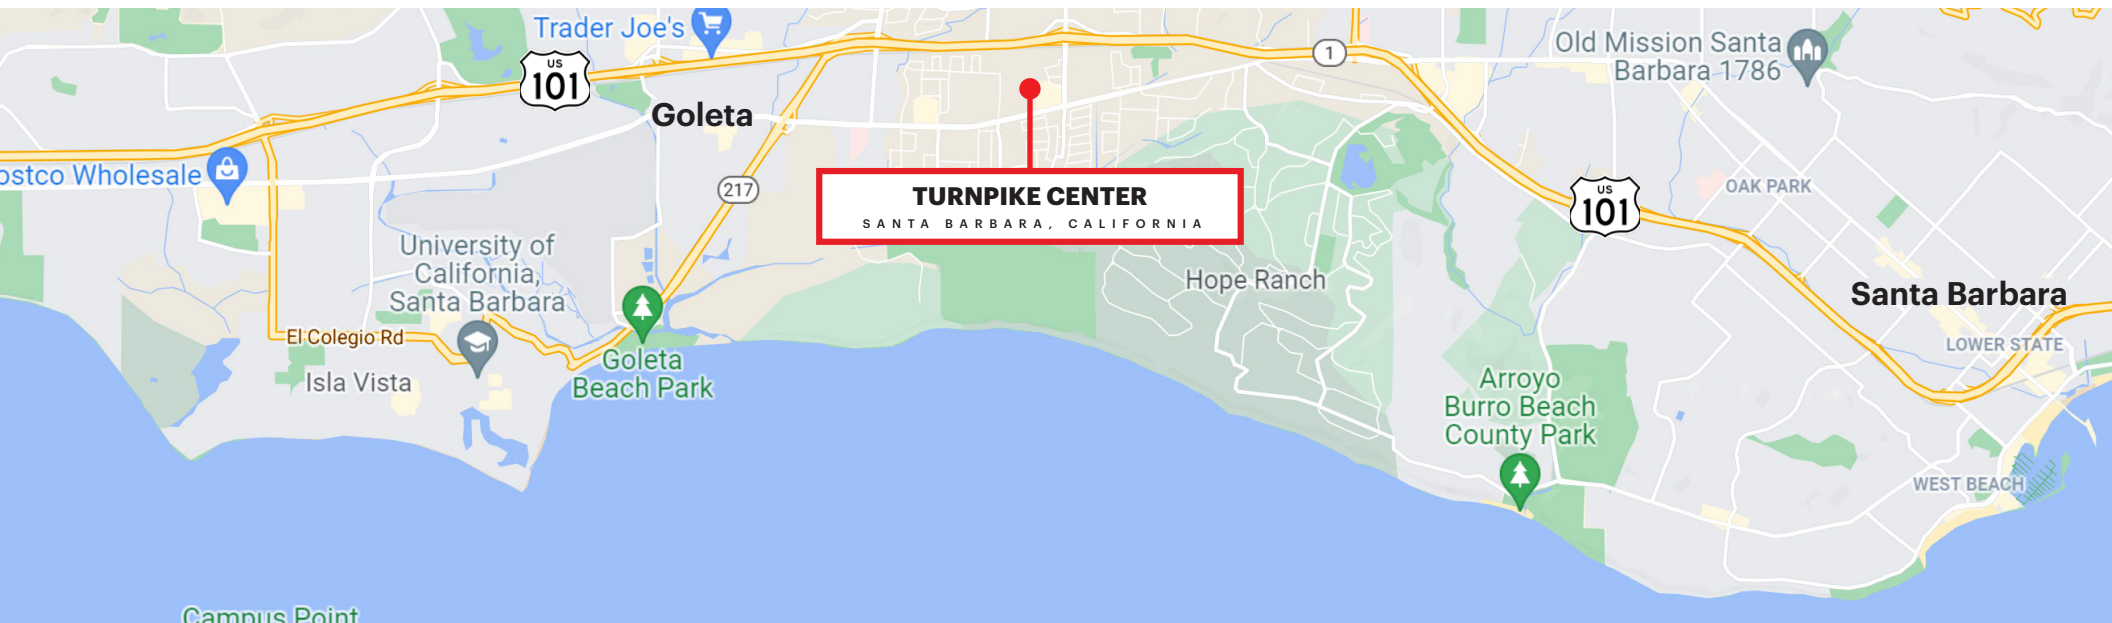 Trader Joe's
US
101
Goleta
ostco Wholesale
217
TURNPIKE CENTER
SANTA BARBARA, CALIFORNIA
1
Old Mission Santa
Barbara 1786
US
101
OAK PARK
University of
California,
Santa Barbara
El Colegio Rd
Isla Vista
Goleta
Beach Park
Hope Ranch
Santa Barbara
LOWER STATE
Arroyo
Burro Beach
County Park
WEST BEACH
Campus Point